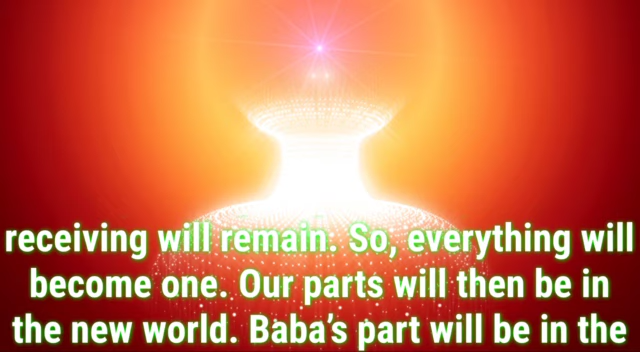 receiving will remain. So, everything will
become one. Our parts will then be in
the new world. Baba’s part will be in the